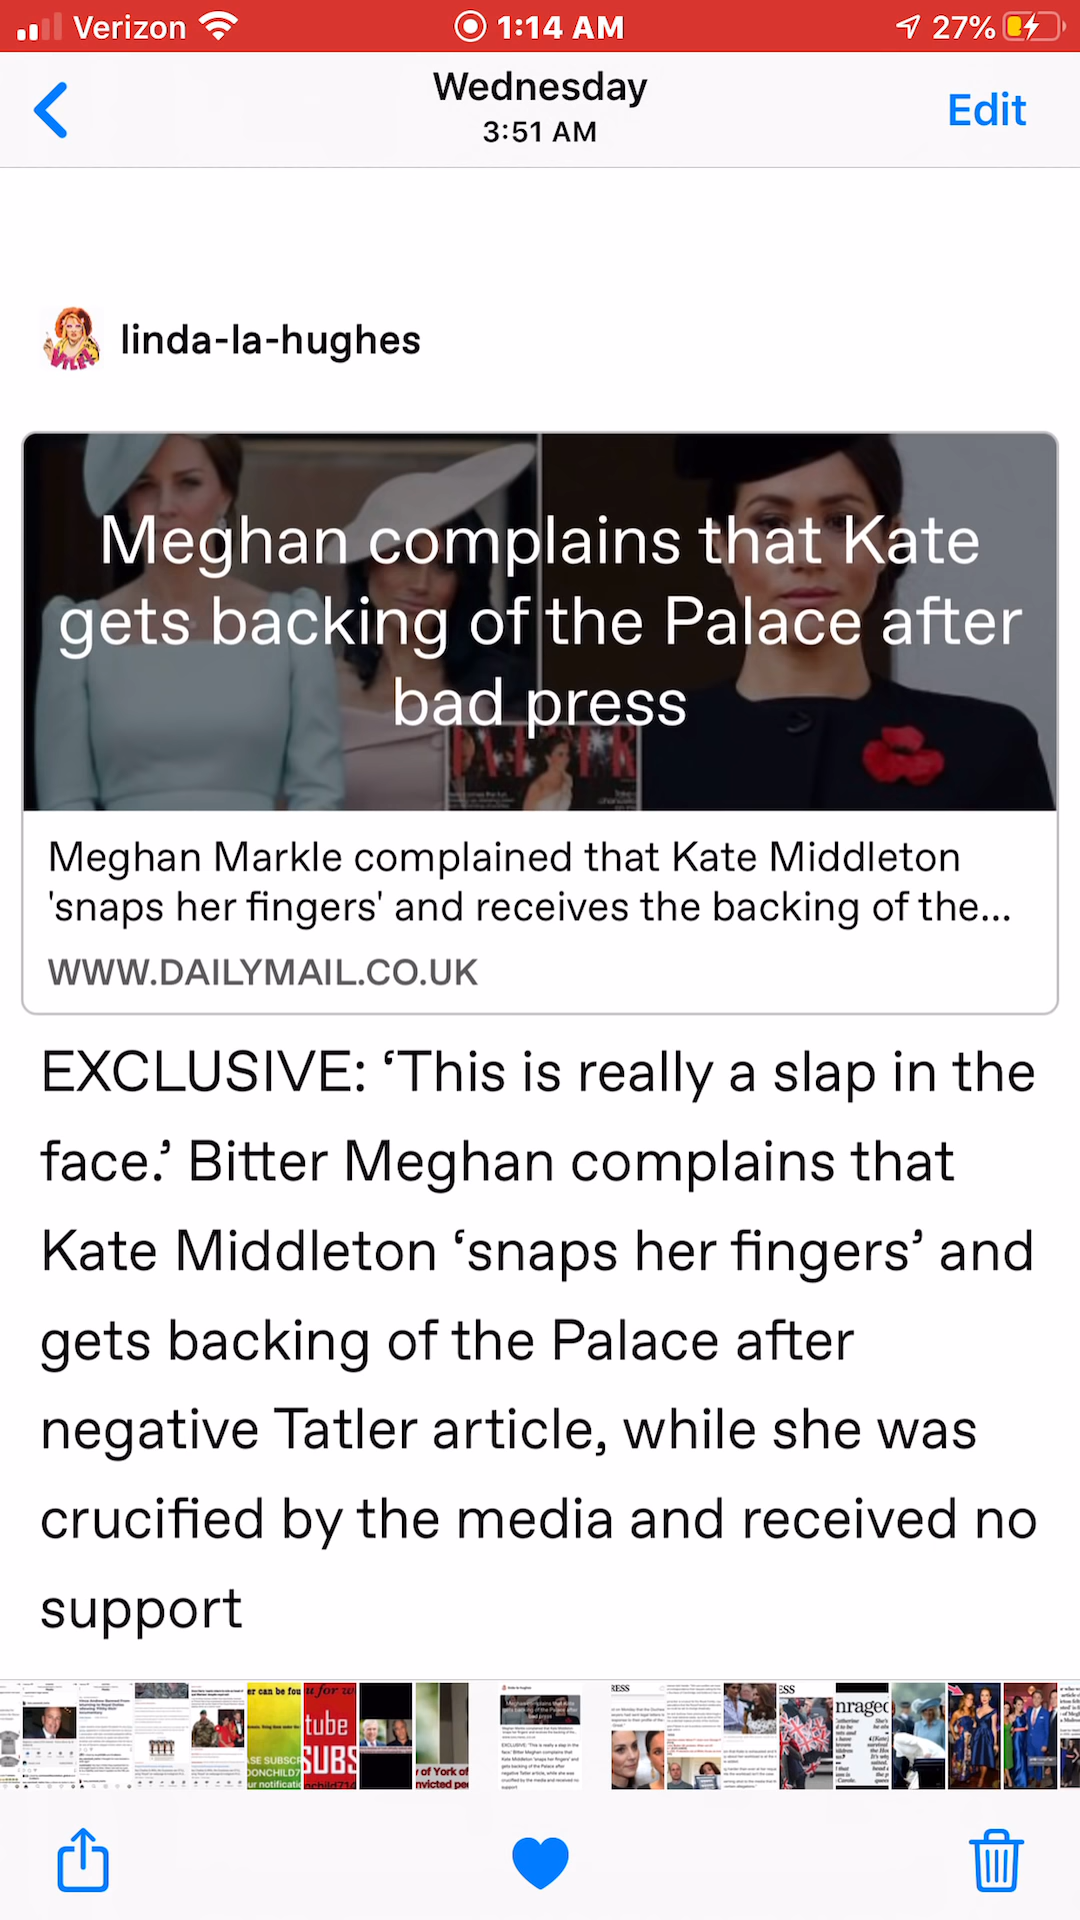 Verizon 1:14 AM 27%
Wednesday
3:51 AM
Edit
linda-la-hughes
Meghan complains that Kate
gets backing of the Palace after
bad press
Meghan Markle complained that Kate Middleton
'snaps her fingers' and receives the backing of the...
WWW.DAILYMAIL.CO.UK
EXCLUSIVE: ‘This is really a slap in the
face.’ Bitter Meghan complains that
Kate Middleton ‘snaps her fingers’ and
gets backing of the Palace after
negative Tatler article, while she was
crucified by the media and received no
support